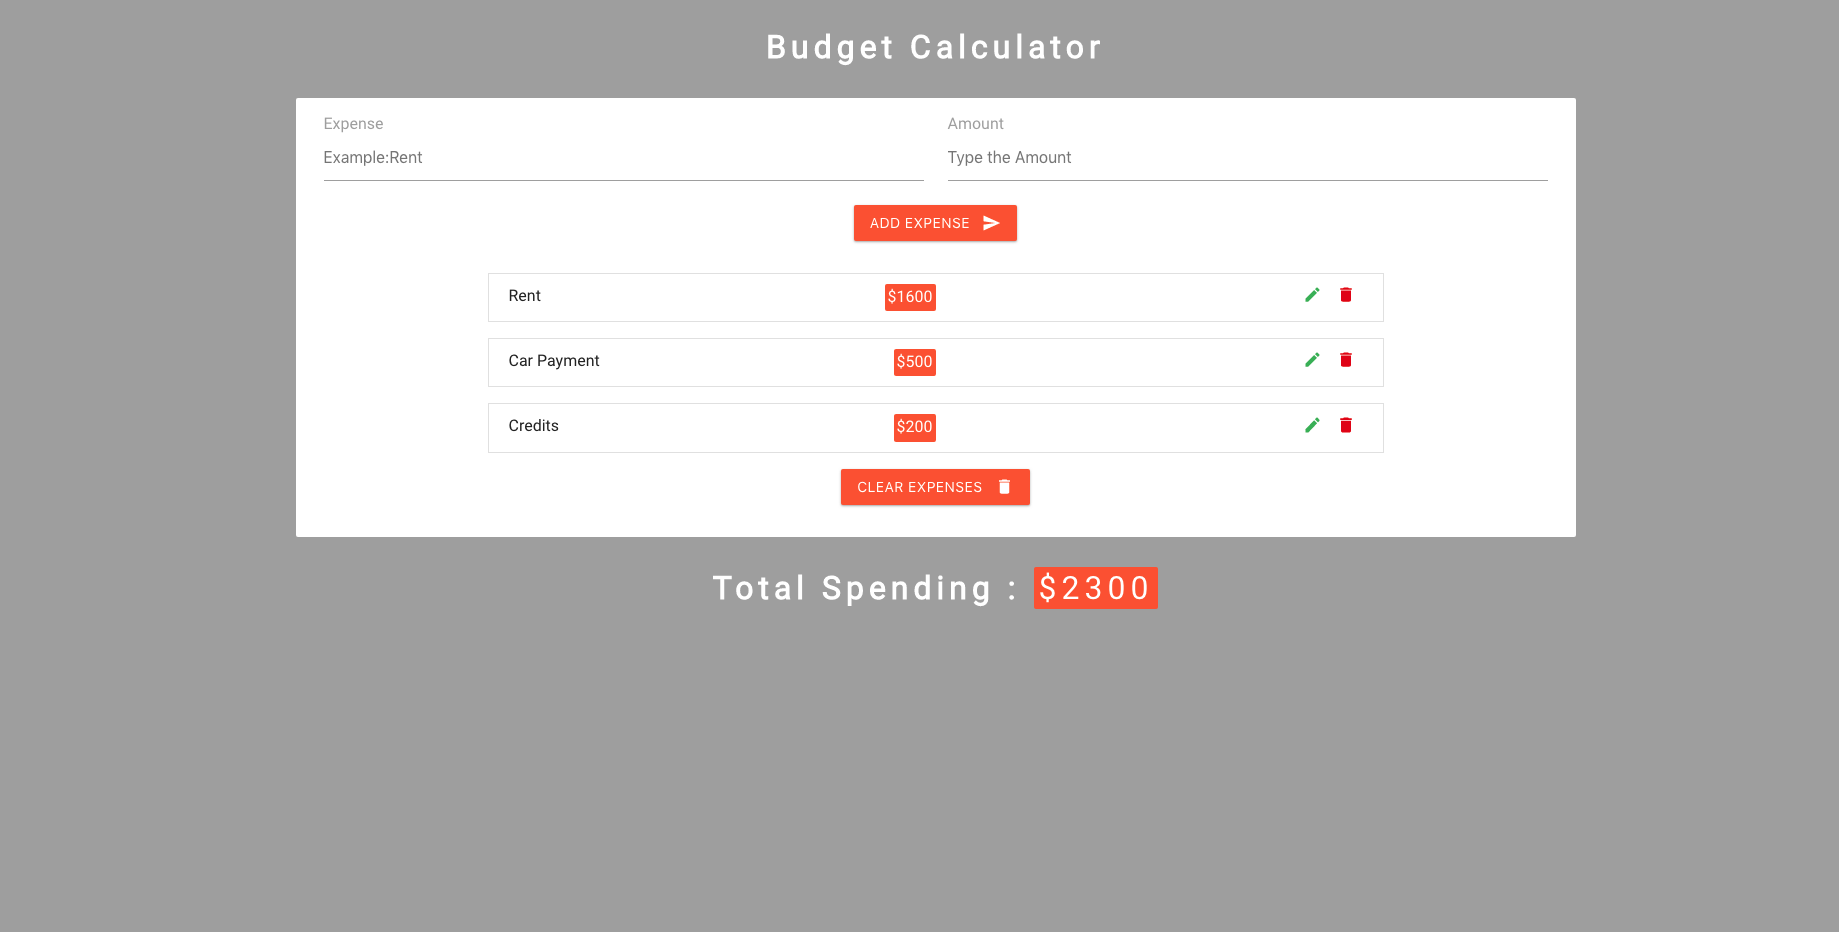 Budget Calculator
Expense Amount
Example:Rent Type the Amount
ADD EXPENSE
Rent $1600
Car Payment $500
Credits $200
CLEAR EXPENSES
Total Spending : $2300